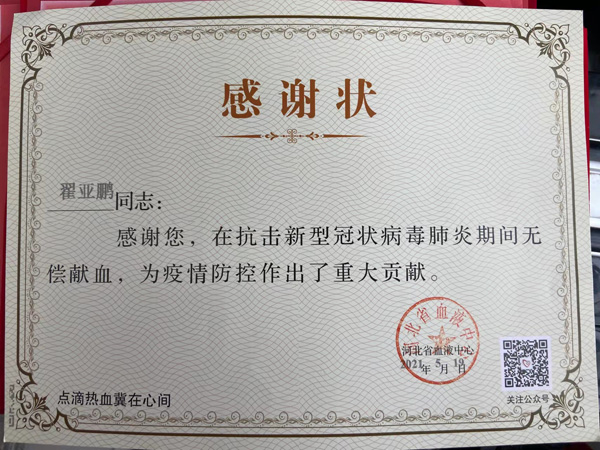 感谢状
翟亚鹏同志：
感谢您，在抗击新型冠状病毒肺炎期间无
偿献血，为疫情防控作出了重大贡献。
河北省血液中心
河北省血液中心
2021年5月19日
点滴热血冀在心间
关注公众号